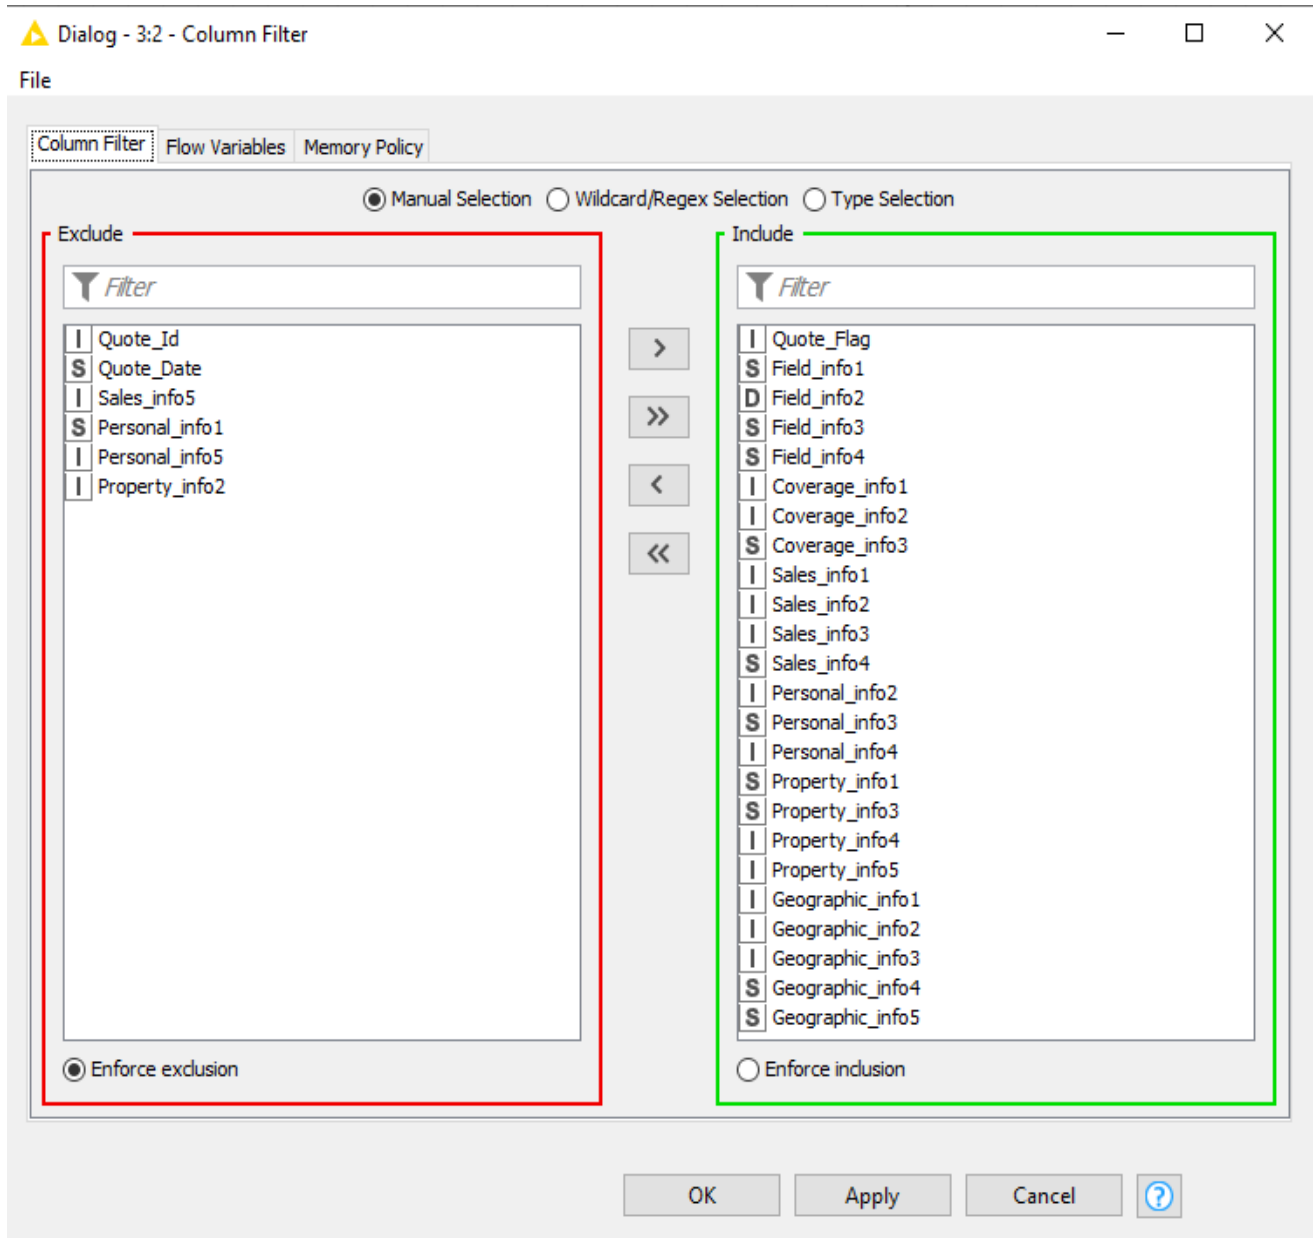 Dialog - 3:2 - Column Filter
File
Column Filter Flow Variables Memory Policy
Manual Selection Wildcard/Regex Selection Type Selection
Exclude
Filter
I Quote_Id
S Quote_Date
I Sales_info5
S Personal_info1
I Personal_info5
I Property_info2
Enforce exclusion
>
>>
<
<<
Include
Filter
I Quote_Flag
S Field_info1
D Field_info2
S Field_info3
S Field_info4
I Coverage_info1
I Coverage_info2
S Coverage_info3
I Sales_info1
I Sales_info2
I Sales_info3
S Sales_info4
I Personal_info2
S Personal_info3
I Personal_info4
S Property_info1
S Property_info3
I Property_info4
I Property_info5
I Geographic_info1
I Geographic_info2
I Geographic_info3
S Geographic_info4
S Geographic_info5
Enforce inclusion
OK Apply Cancel ?